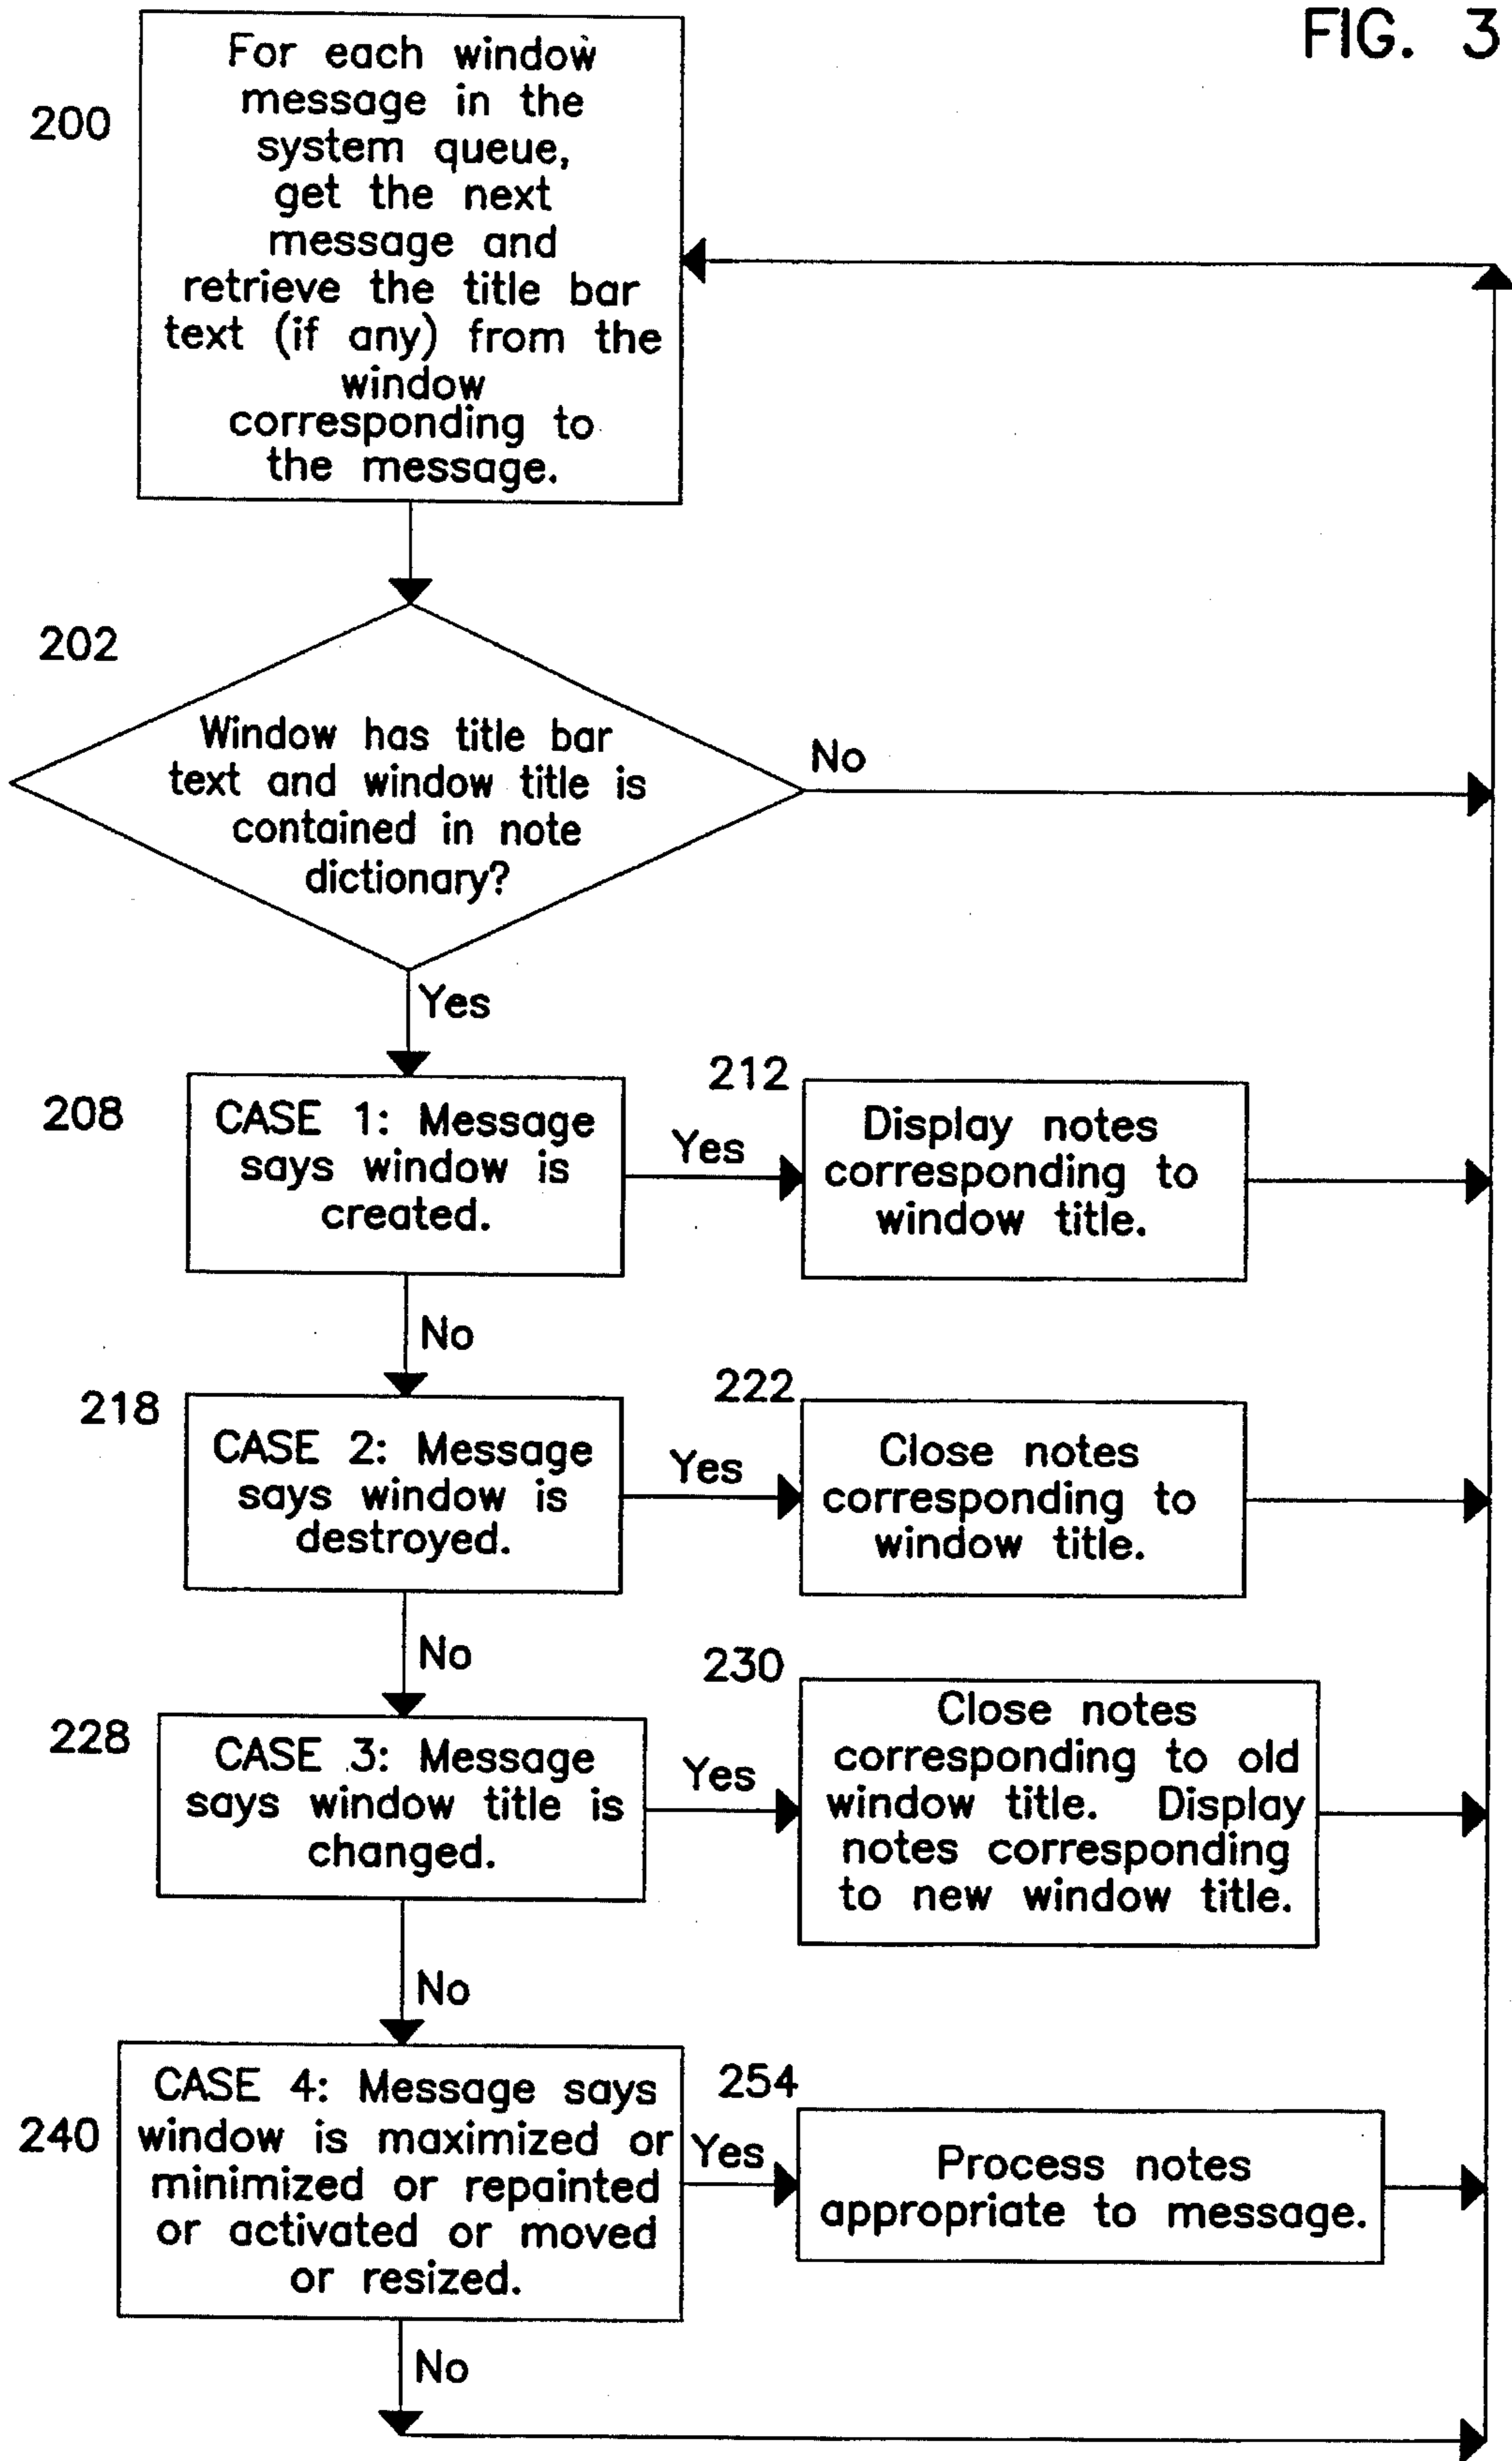 FIG. 3
200
For each window
message in the
system queue,
get the next
message and
retrieve the title bar
text (if any) from the
window
corresponding to
the message.
202
Window has title bar
text and window title is
contained in note
dictionary?
No
Yes
208
CASE 1: Message
says window is
created.
Yes
212
Display notes
corresponding to
window title.
No
218
CASE 2: Message
says window is
destroyed.
Yes
222
Close notes
corresponding to
window title.
No
228
CASE 3: Message
says window title is
changed.
Yes
230
Close notes
corresponding to old
window title. Display
notes corresponding
to new window title.
No
240
CASE 4: Message says
window is maximized or
minimized or repainted
or activated or moved
or resized.
Yes
254
Process notes
appropriate to message.
No